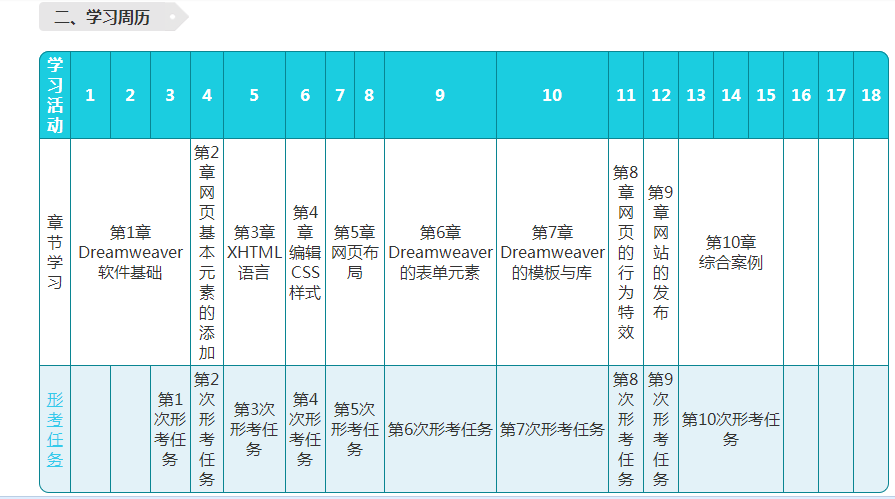 二、学习周历
学
习
活
动
1 2 3 4 5 6 7 8 9 10 11 12 13 14 15 16 17 18
章
节
学
习
第1章
Dreamweaver
软件基础
第2
章
网
页
基
本
元
素
的
添
加
第3章
XHTML
语言
第4
章
编辑
CSS
样式
第5章
网页布
局
第6章
Dreamweaver
的表单元素
第7章
Dreamweaver
的模板与库
第8
章
网
页
的
行
为
特
效
第9
章
网
站
的
发
布
第10章
综合案例
形
考
任
务
第1
次形
考任
务
第2
次
形
考
任
务
第3次
形考任
务
第4
次形
考任
务
第5次
形考任
务
第6次形考任务
第7次形考任务
第8
次
形
考
任
务
第9
次
形
考
任
务
第10次形考任
务